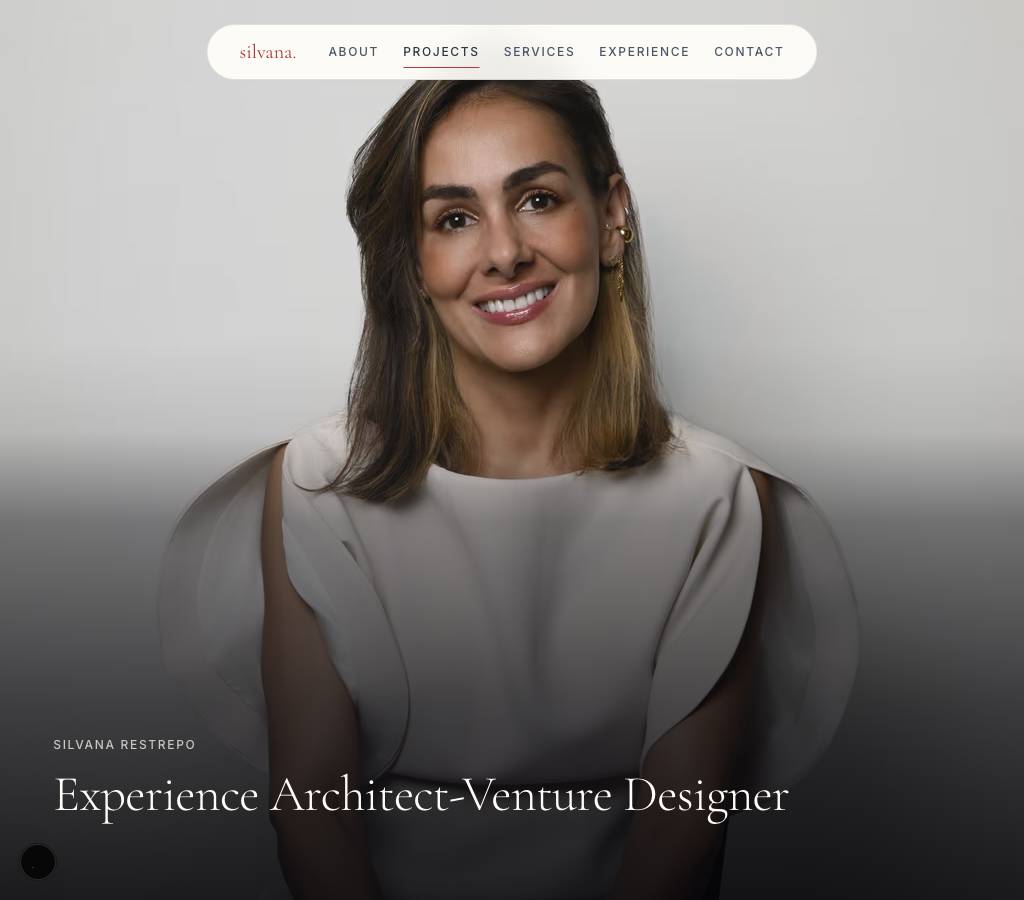 silvana.
ABOUT
PROJECTS
SERVICES
EXPERIENCE
CONTACT
SILVANA RESTREPO
Experience Architect-Venture Designer